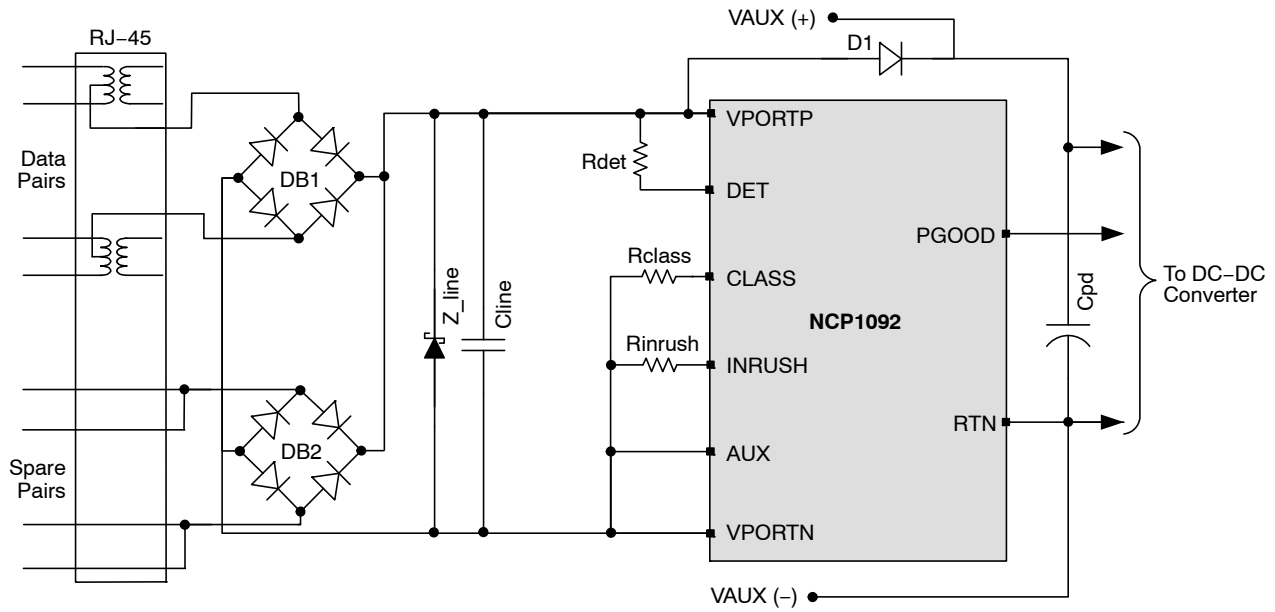 VAUX (+)
RJ−45
D1
VPORTP
Data
Pairs
DB1
Rdet
DET
PGOOD
Rclass
CLASS
To DC−DC
Converter
Z_line
Cline
Cpd
NCP1092
Rinrush
INRUSH
RTN
DB2
AUX
Spare
Pairs
VPORTN
VAUX (−)